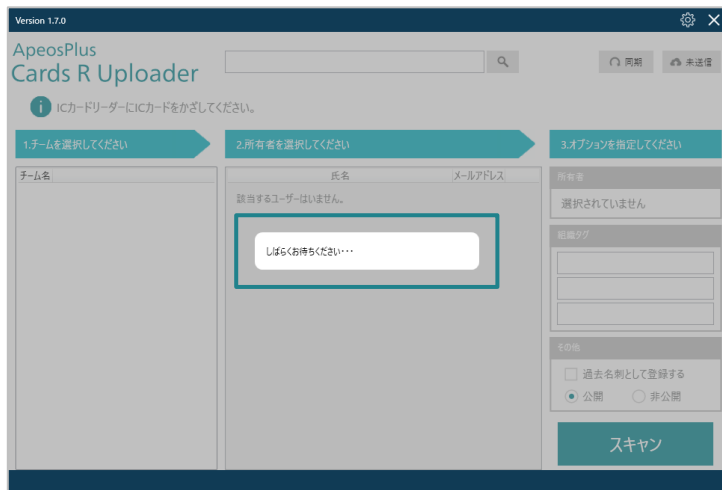 Version 1.7.0
ApeosPlus
Cards R Uploader
同期
未送信
ICカードリーダーにICカードをかざしてください。
1.チームを選択してください
2.所有者を選択してください
3.オプションを指定してください
チーム名
氏名
メールアドレス
所有者
該当するユーザーはいません。
選択されていません
組織タグ
しばらくお待ちください・・・
その他
過去名刺として登録する
公開
非公開
スキャン